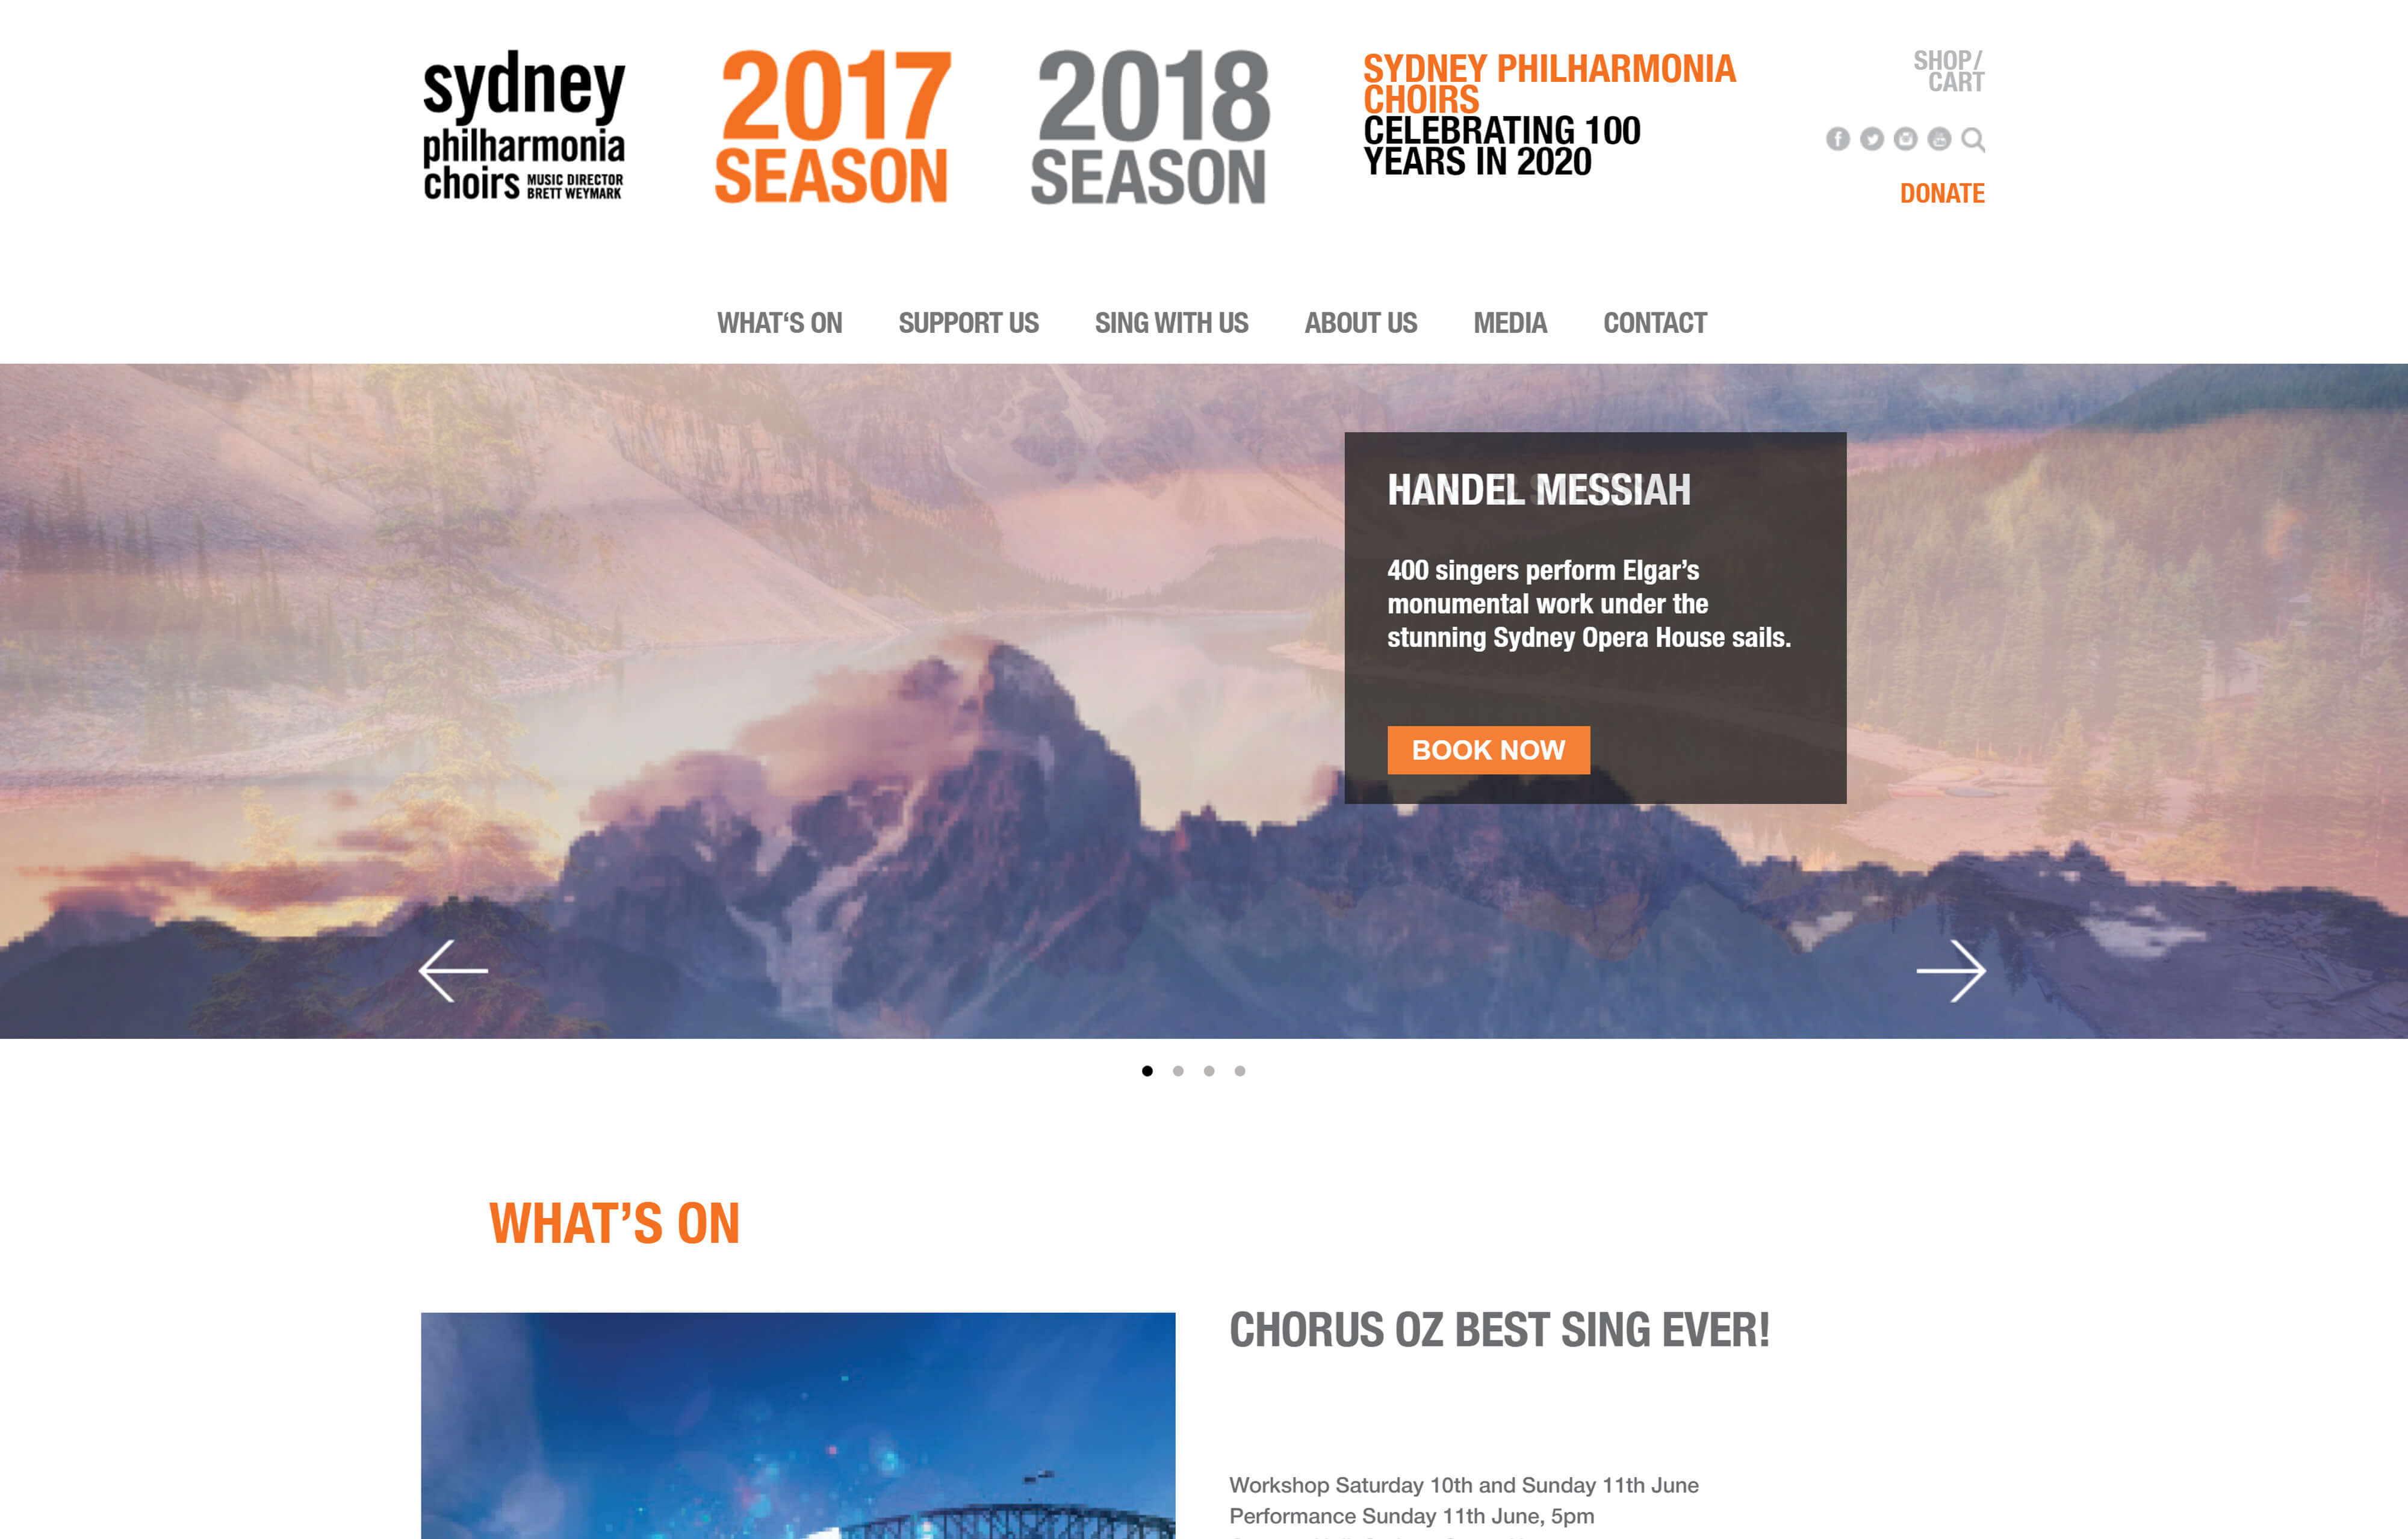 sydney
philharmonia
choirs MUSIC DIRECTOR
BRETT WEYMARK
2017
SEASON
2018
SEASON
SYDNEY PHILHARMONIA
CHOIRS
CELEBRATING 100
YEARS IN 2020
SHOP/
CART
DONATE
WHAT‘S ON SUPPORT US SING WITH US ABOUT US MEDIA CONTACT
HANDEL MESSIAH
400 singers perform Elgar’s
monumental work under the
stunning Sydney Opera House sails.
BOOK NOW
WHAT’S ON
CHORUS OZ BEST SING EVER!
Workshop Saturday 10th and Sunday 11th June
Performance Sunday 11th June, 5pm